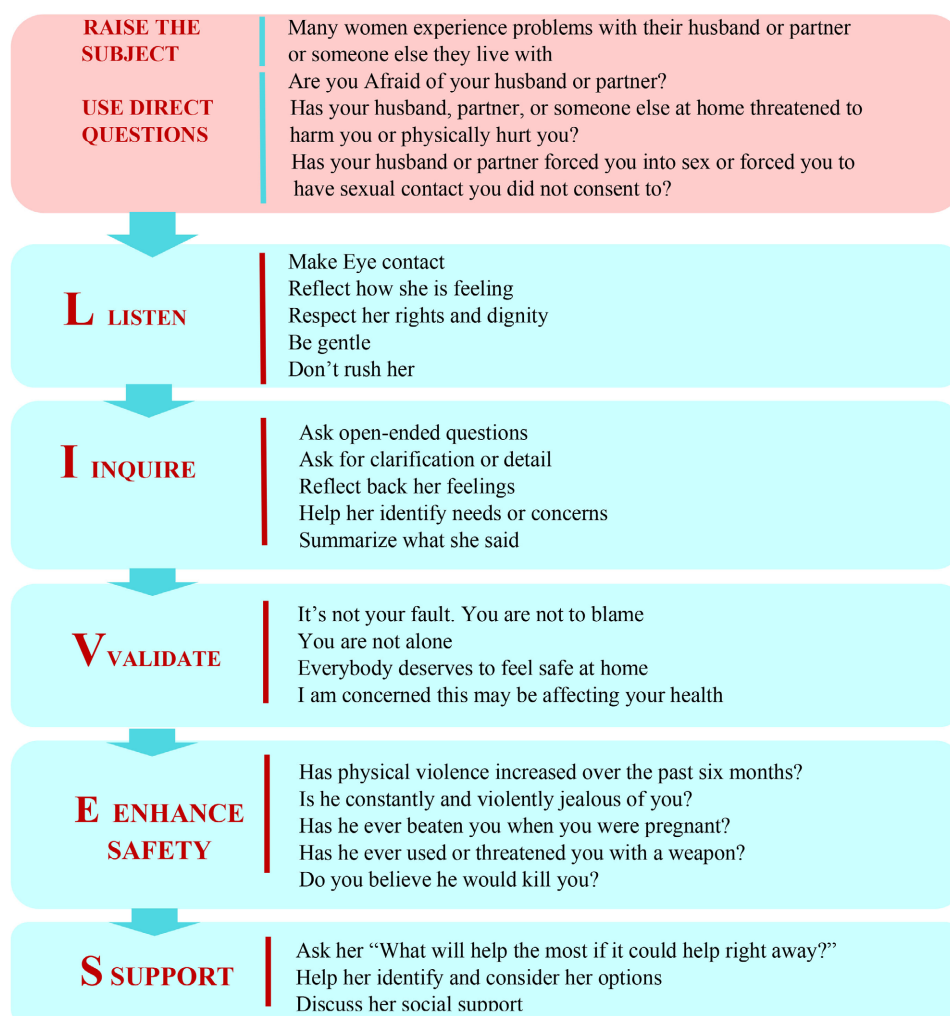 RAISE THE
SUBJECT
Many women experience problems with their husband or partner
or someone else they live with
USE DIRECT
QUESTIONS
Are you Afraid of your husband or partner?
Has your husband, partner, or someone else at home threatened to
harm you or physically hurt you?
Has your husband or partner forced you into sex or forced you to
have sexual contact you did not consent to?
L LISTEN
Make Eye contact
Reflect how she is feeling
Respect her rights and dignity
Be gentle
Don’t rush her
I INQUIRE
Ask open-ended questions
Ask for clarification or detail
Reflect back her feelings
Help her identify needs or concerns
Summarize what she said
V VALIDATE
It’s not your fault. You are not to blame
You are not alone
Everybody deserves to feel safe at home
I am concerned this may be affecting your health
E ENHANCE
SAFETY
Has physical violence increased over the past six months?
Is he constantly and violently jealous of you?
Has he ever beaten you when you were pregnant?
Has he ever used or threatened you with a weapon?
Do you believe he would kill you?
S SUPPORT
Ask her “What will help the most if it could help right away?”
Help her identify and consider her options
Discuss her social support